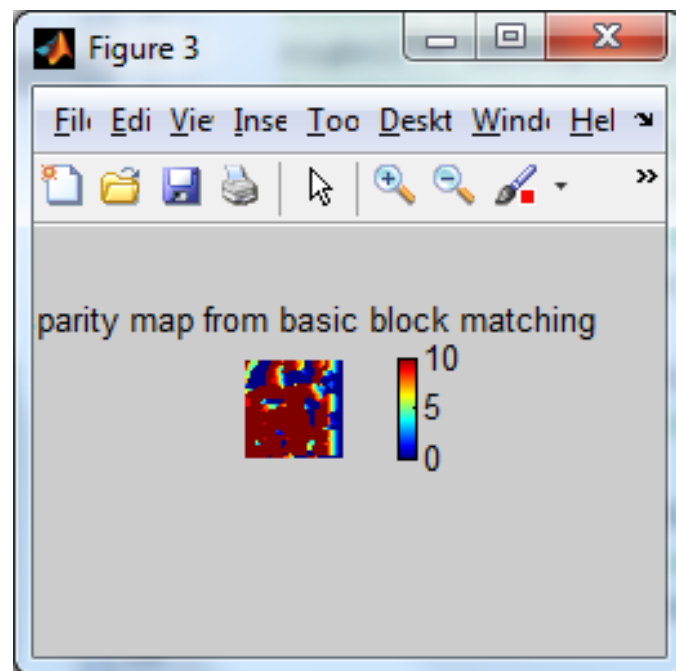 Figure 3
Fil Edi Vie Inse Too Deskt Wind Hel
parity map from basic block matching
10
5
0